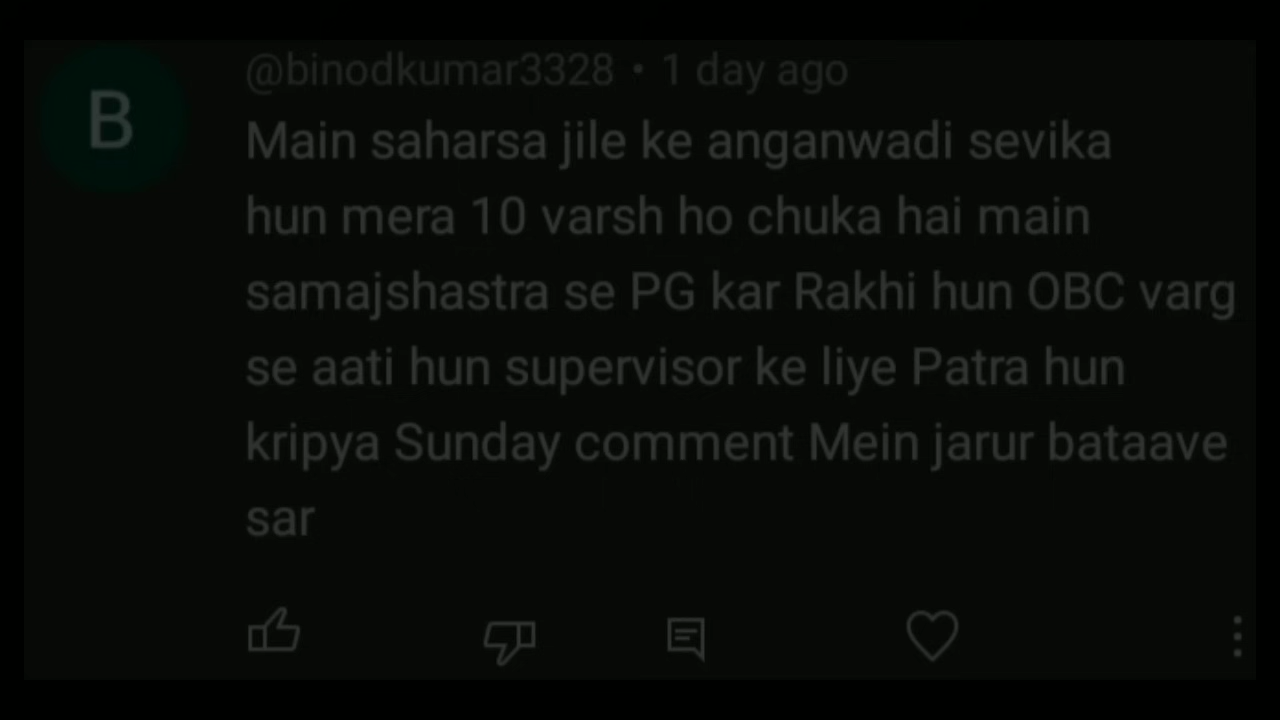 B
@binodkumar3328 • 1 day ago
Main saharsa jile ke anganwadi sevika
hun mera 10 varsh ho chuka hai main
samajshastra se PG kar Rakhi hun OBC varg
se aati hun supervisor ke liye Patra hun
kripya Sunday comment Mein jarur bataave
sar